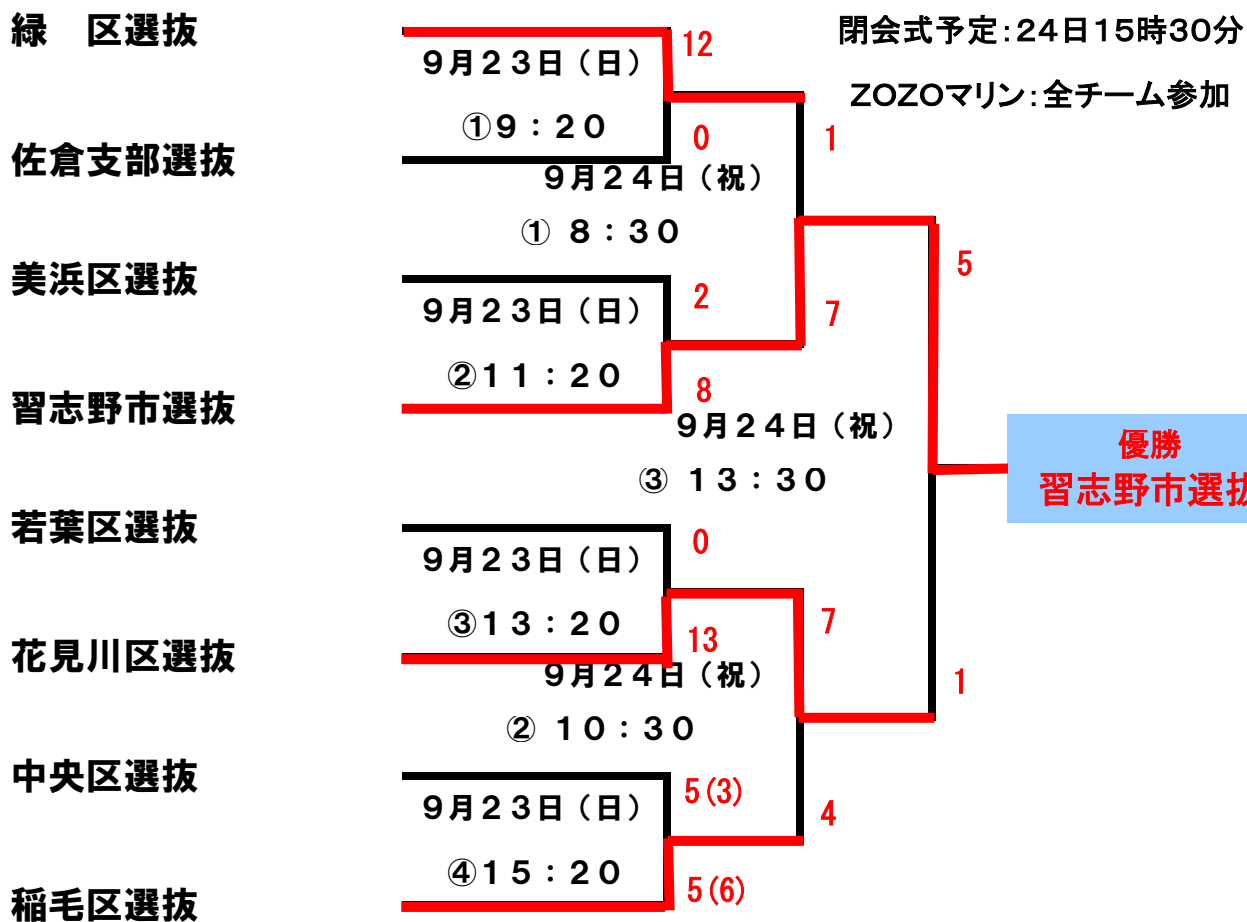 緑　区選抜
12
閉会式予定:24日15時30分
9月23日（日）
ZOZOマリン:全チーム参加
①9：20
0
1
佐倉支部選抜
9月24日（祝）
① 8：30
美浜区選抜
2
5
9月23日（日）
7
②11：20
8
習志野市選抜
9月24日（祝）
優勝
③ 13：30
習志野市選抜
若葉区選抜
0
9月23日（日）
③13：20
7
13
花見川区選抜
9月24日（祝）
1
② 10：30
中央区選抜
5(3)
9月23日（日）
4
④15：20
5(6)
稲毛区選抜